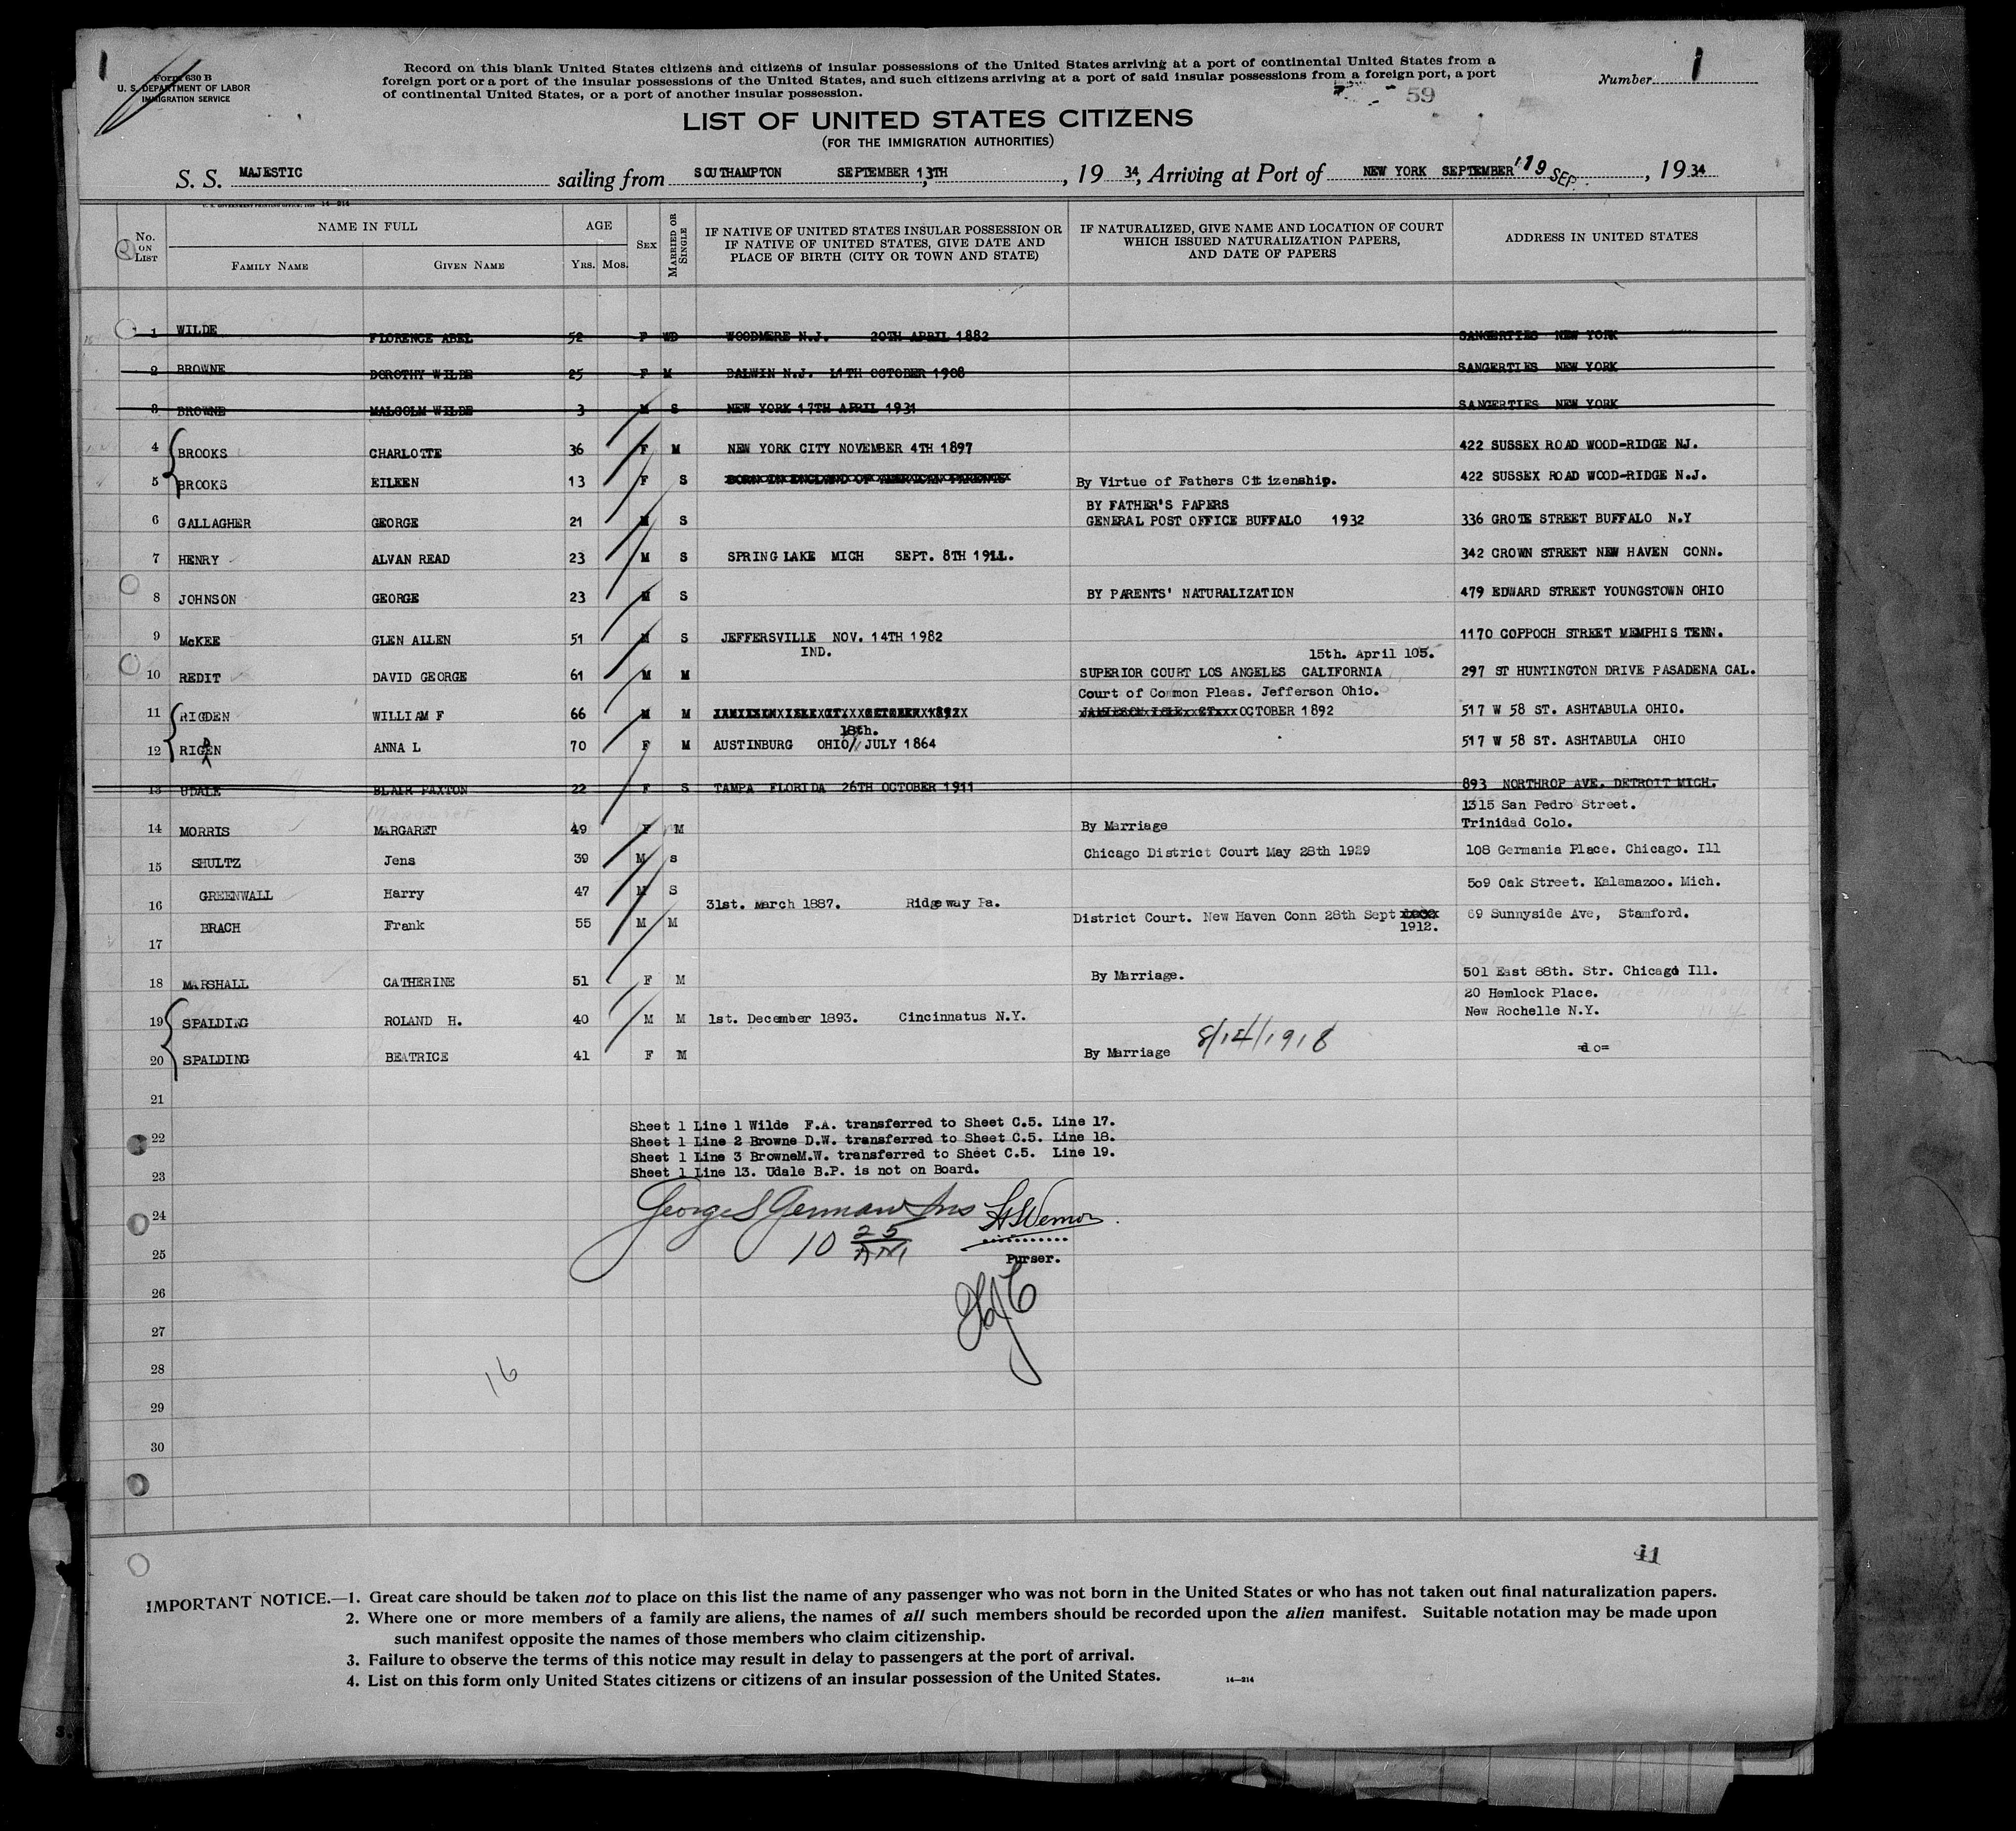 1
Form 630 B
U. S. DEPARTMENT OF LABOR
IMMIGRATION SERVICE
Record on this blank United States citizens and citizens of insular possessions of the United States arriving at a port of continental United States from a
foreign port or a port of the insular possessions of the United States, and such citizens arriving at a port of said insular possessions from a foreign port, a port
of continental United States, or a port of another insular possession.
Number 1
59
LIST OF UNITED STATES CITIZENS
(FOR THE IMMIGRATION AUTHORITIES)
S. S. MAJESTIC sailing from SOUTHAMPTON SEPTEMBER 13TH, 19 34, Arriving at Port of NEW YORK SEPTEMBER 19 SEP., 19 34
No. ON LIST NAME IN FULL FAMILY NAME GIVEN NAME AGE YRS. MOS. SEX MARRIED OR SINGLE
IF NATIVE OF UNITED STATES INSULAR POSSESSION OR
IF NATIVE OF UNITED STATES, GIVE DATE AND
PLACE OF BIRTH (CITY OR TOWN AND STATE)
IF NATURALIZED, GIVE NAME AND LOCATION OF COURT
WHICH ISSUED NATURALIZATION PAPERS,
AND DATE OF PAPERS
ADDRESS IN UNITED STATES
1 WILDE FLORENCE ABEL 52 F WD WOODMERE N.J. 20TH APRIL 1882 SANGERTIES NEW YORK
2 BROWNE DOROTHY WILDE 25 F M DALWIN N.J. 11TH OCTOBER 1908 SANGERTIES NEW YORK
3 BROWNE MALCOLM WILDE 3 M S NEW YORK 17TH APRIL 1931 SANGERTIES NEW YORK
4 BROOKS CHARLOTTE 36 F M NEW YORK CITY NOVEMBER 4TH 1897 422 SUSSEX ROAD WOOD-RIDGE NJ.
5 BROOKS EILEEN 13 F S BORN IN ENGLAND OF AMERICAN PARENTS By Virtue of Fathers Citizenship. 422 SUSSEX ROAD WOOD-RIDGE N.J.
BY FATHER'S PAPERS
6 GALLAGHER GEORGE 21 M S GENERAL POST OFFICE BUFFALO 1932 336 GROTE STREET BUFFALO N.Y
7 HENRY ALVAN READ 23 M S SPRING LAKE MICH SEPT. 8TH 1911. 342 CROWN STREET NEW HAVEN CONN.
8 JOHNSON GEORGE 23 M S BY PARENTS' NATURALIZATION 479 EDWARD STREET YOUNGSTOWN OHIO
9 McKEE GLEN ALLEN 51 M S JEFFERSVILLE NOV. 14TH 1982 1170 COPPOCH STREET MEMPHIS TENN.
IND. 15th. April 105.
10 REDIT DAVID GEORGE 61 M M SUPERIOR COURT LOS ANGELES CALIFORNIA 297 ST HUNTINGTON DRIVE PASADENA CAL.
Court of Common Pleas. Jefferson Ohio.
11 RIGDEN WILLIAM F 66 M M OCTOBER 1892 517 W 58 ST. ASHTABULA OHIO.
18th.
12 RIGDEN ANNA L 70 F M AUSTINBURG OHIO JULY 1864 517 W 58 ST. ASHTABULA OHIO
13 UDALE BLAIR PAXTON 22 F S TAMPA FLORIDA 26TH OCTOBER 1911 893 NORTHROP AVE. DETROIT MICH.
1315 San Pedro Street.
14 MORRIS MARGARET 49 F M By Marriage Trinidad Colo.
15 SHULTZ Jens 39 M s Chicago District Court May 28th 1929 108 Germania Place. Chicago. Ill
16 GREENWALL Harry 47 M S 31st. March 1887. Ridgeway Pa. 509 Oak Street. Kalamazoo. Mich.
17 BRACH Frank 55 M M District Court. New Haven Conn 28th Sept 69 Sunnyside Ave, Stamford.
1912.
18 MARSHALL CATHERINE 51 F M By Marriage. 501 East 88th. Str. Chicago Ill.
20 Hemlock Place.
19 SPALDING ROLAND H. 40 M M 1st. December 1893. Cincinnatus N.Y. New Rochelle N.Y.
20 SPALDING BEATRICE 41 F M By Marriage 8/14/1918 =do=
21
22
23
24
25
26
27
28
29
30
Sheet 1 Line 1 Wilde F.A. transferred to Sheet C.5. Line 17.
Sheet 1 Line 2 Browne D.W. transferred to Sheet C.5. Line 18.
Sheet 1 Line 3 BrowneM.W. transferred to Sheet C.5. Line 19.
Sheet 1 Line 13. Udale B.P. is not on Board.
George S German Ins
10 25 AM
Purser.
16
41
IMPORTANT NOTICE.—1. Great care should be taken not to place on this list the name of any passenger who was not born in the United States or who has not taken out final naturalization papers.
2. Where one or more members of a family are aliens, the names of all such members should be recorded upon the alien manifest. Suitable notation may be made upon
such manifest opposite the names of those members who claim citizenship.
3. Failure to observe the terms of this notice may result in delay to passengers at the port of arrival.
4. List on this form only United States citizens or citizens of an insular possession of the United States.
14—214